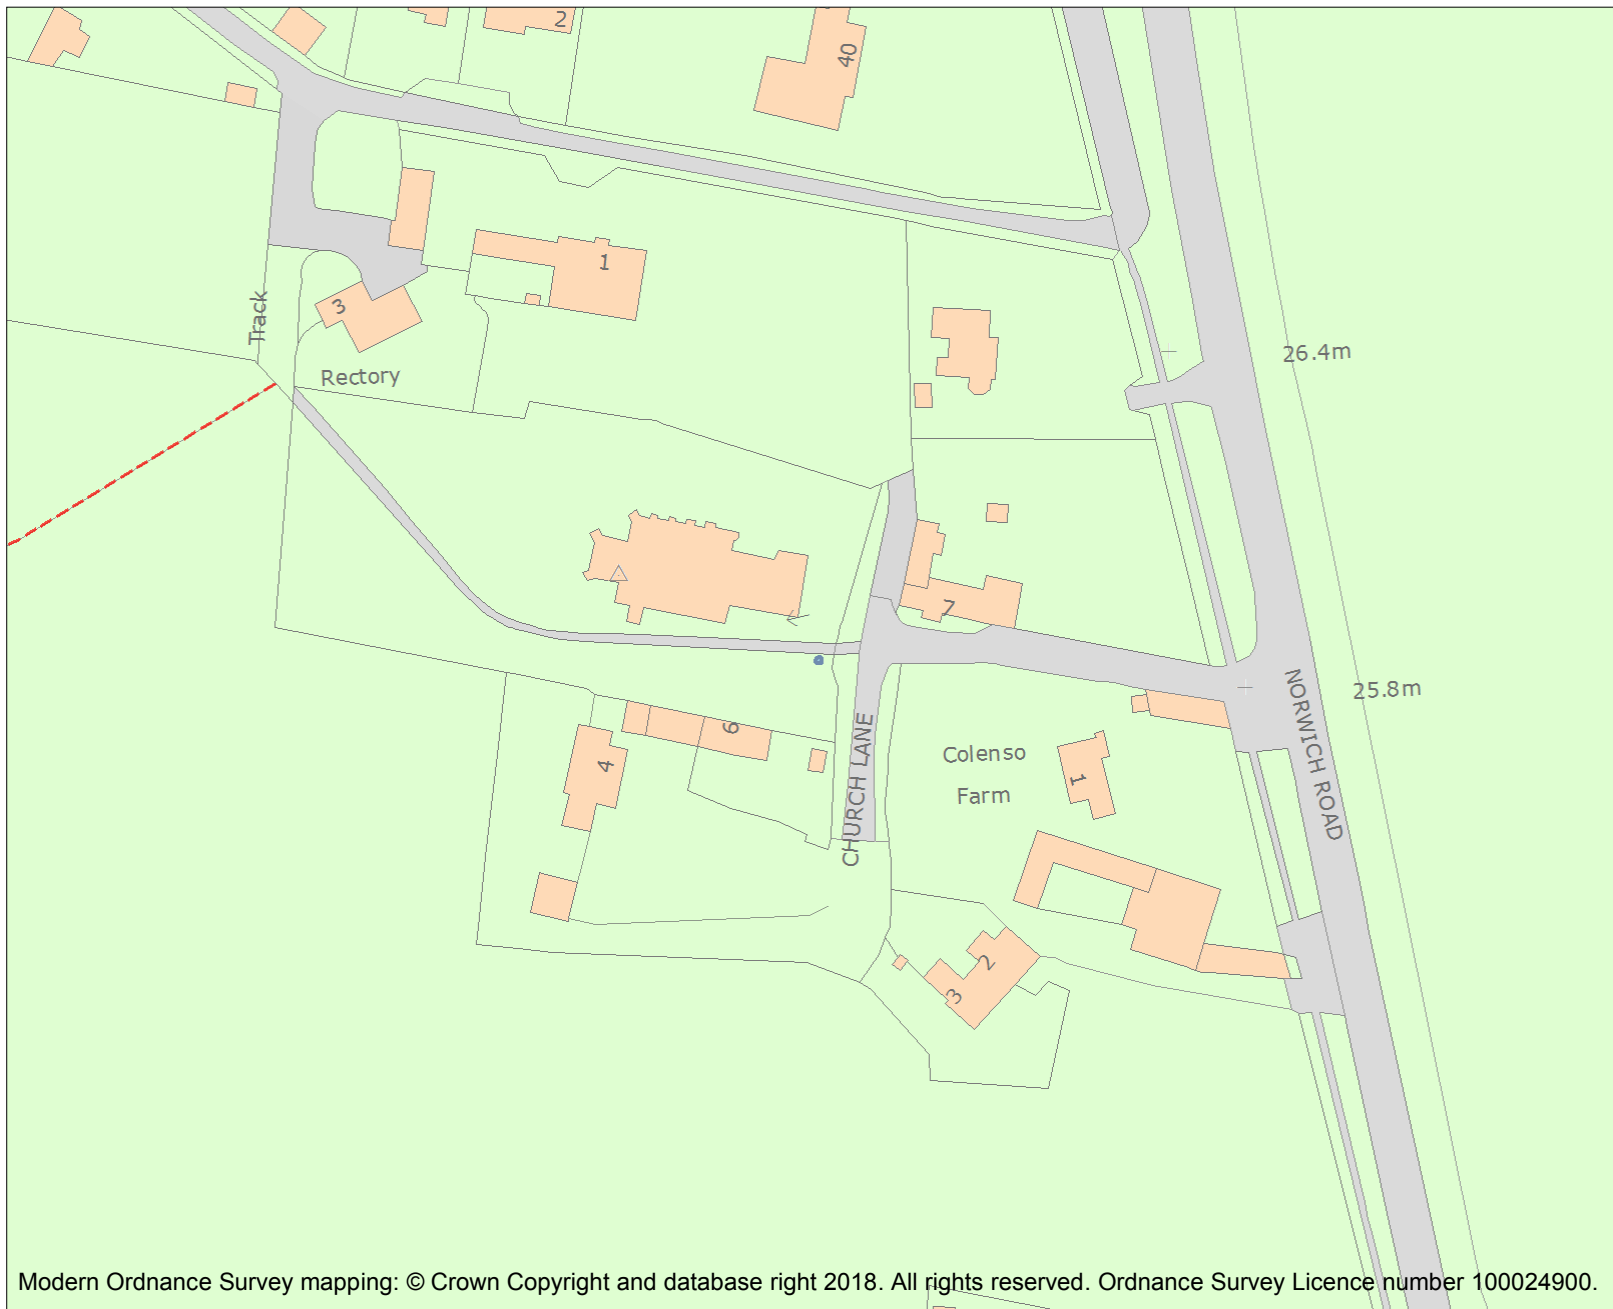 2
40
1
3
Track
Rectory
26.4m
7
25.8m
NORWICH ROAD
6
4
CHURCH LANE
Colenso
Farm
1
2
3
Modern Ordnance Survey mapping: © Crown Copyright and database right 2018. All rights reserved. Ordnance Survey Licence number 100024900.